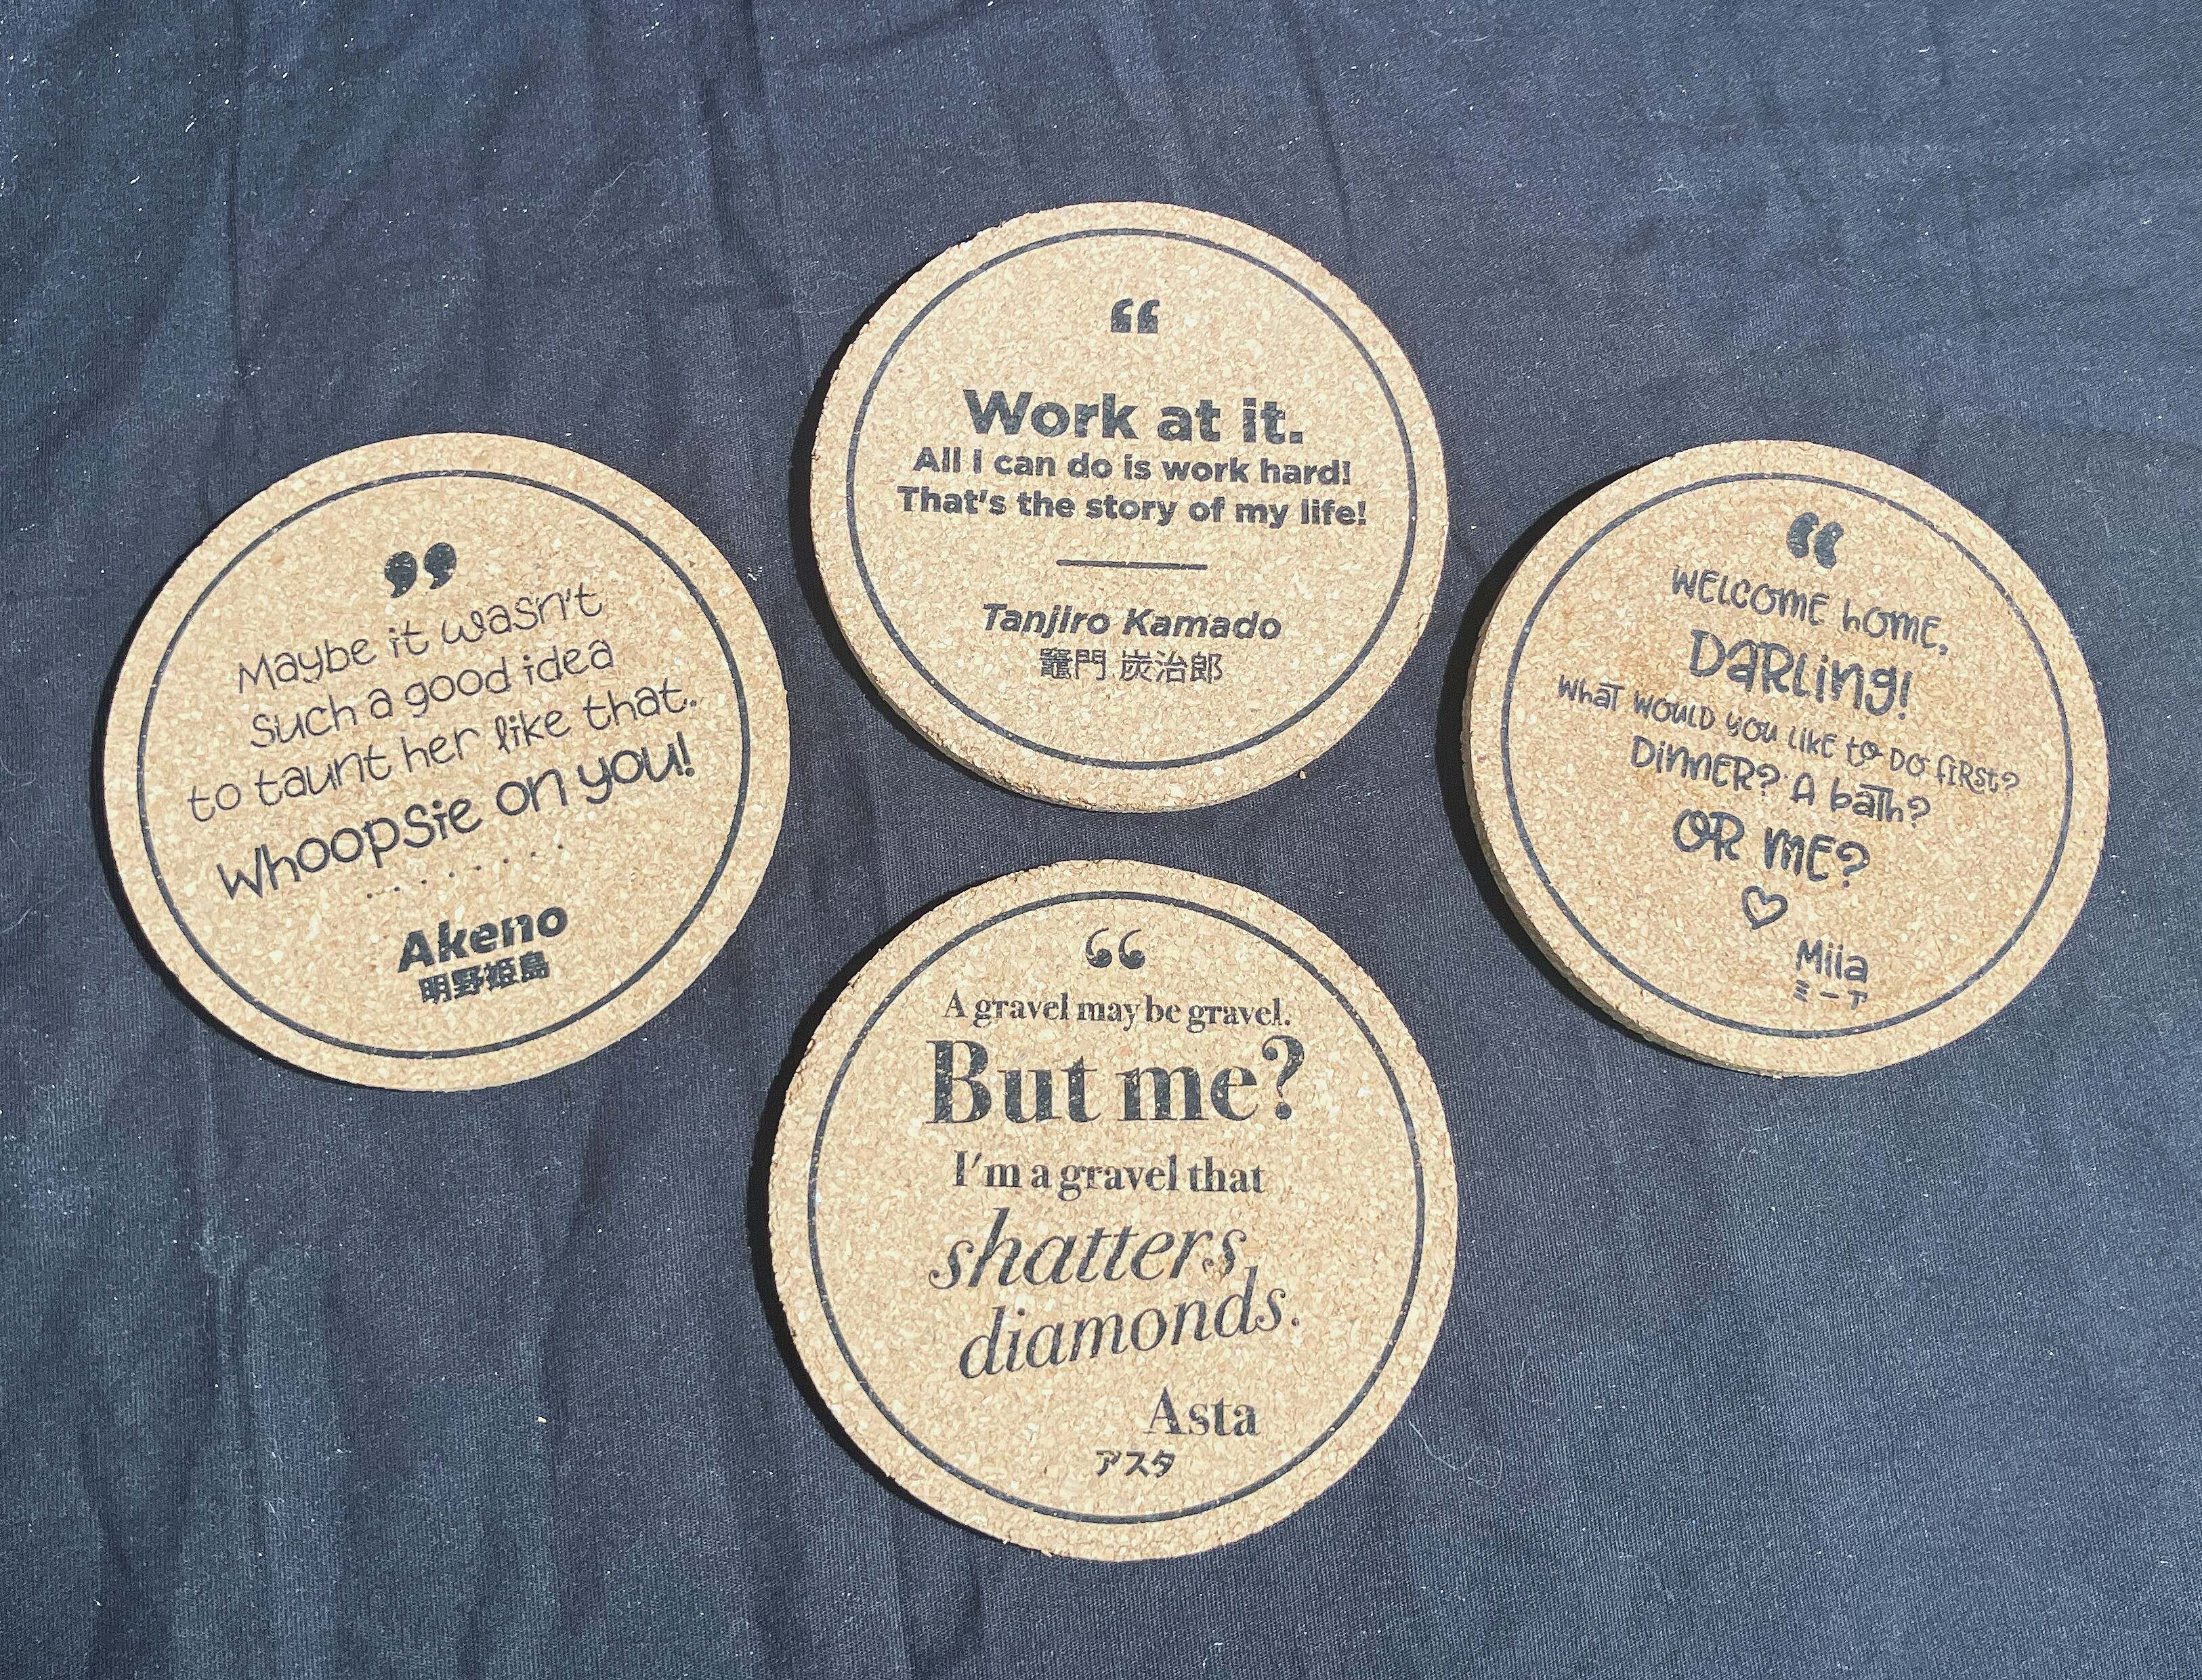 “
Work at it.
All I can do is work hard!
That's the story of my life!
Tanjiro Kamado
竈門 炭治郎
”
Maybe it wasn't
such a good idea
to taunt her like that.
Whoopsie on you!
Akeno
明野姫島
“
WELCOME hOME,
DARLing!
WhaT WOULD yOU LiKE to DO fiRSt?
DinnER? A baTh?
OR mE?
♡
Miia
ミーア
“
A gravel may be gravel.
But me?
I'm a gravel that
shatters
diamonds.
Asta
アスタ